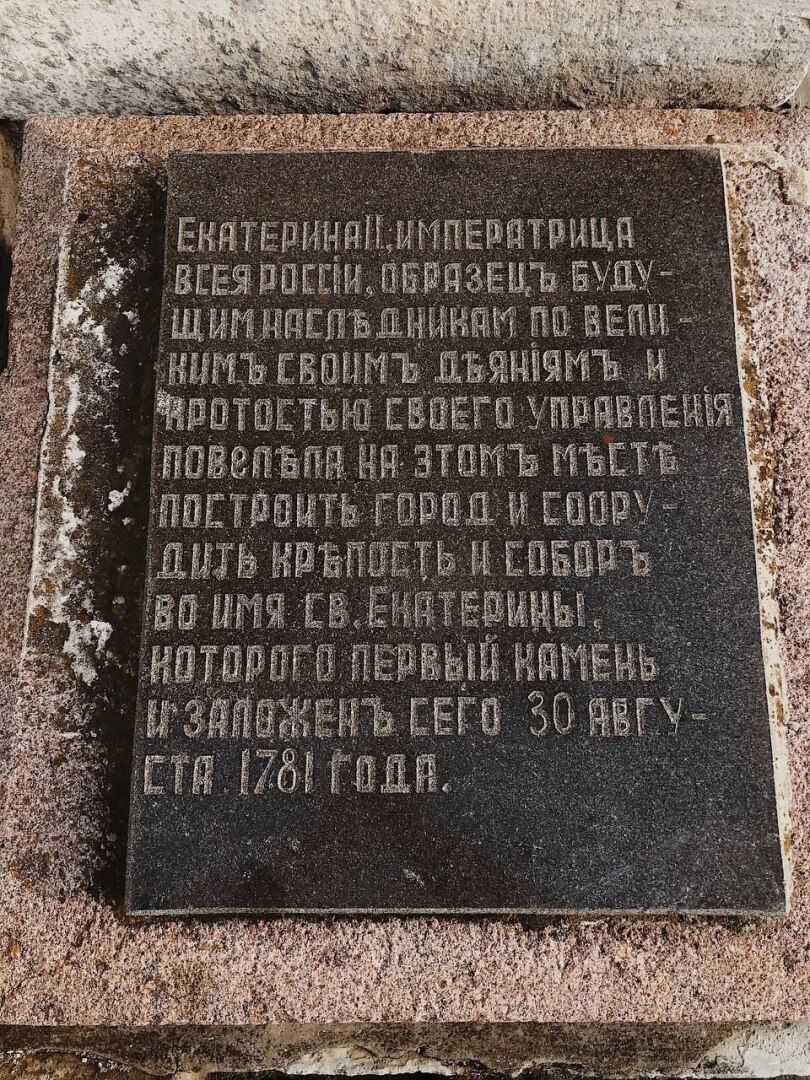 Екатерина II, императрица
всея россіи, образецъ буду-
щим наслѣдникам по вели-
кимъ своимъ дѣяніямъ и
кротостью своего управленія
повелѣла на этомъ мѣстѣ
построить город и соору-
дить крѣпость и соборъ
во имя св. Екатерины,
которого первый камень
и заложенъ сего 30 авгу-
ста 1781 года.